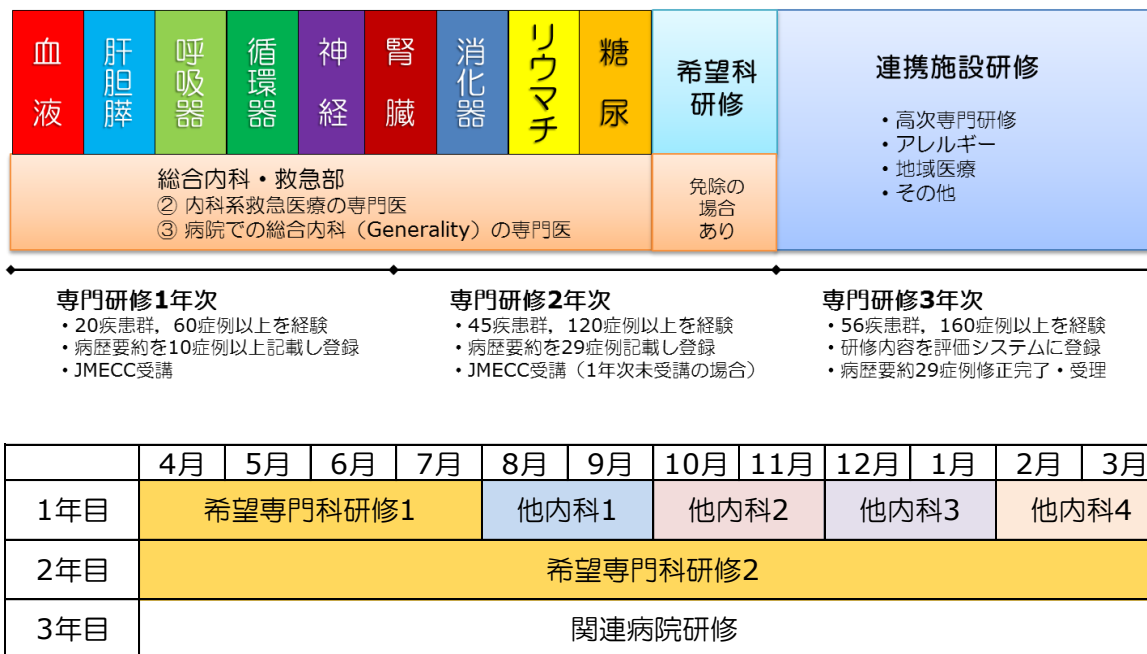 血液
肝胆膵
呼吸器
循環器
神経
腎臓
消化器
リウマチ
糖尿
希望科
研修
連携施設研修
・高次専門研修
・アレルギー
・地域医療
・その他
総合内科・救急部
② 内科系救急医療の専門医
③ 病院での総合内科（Generality）の専門医
免除の
場合
あり
専門研修1年次
・20疾患群，60症例以上を経験
・病歴要約を10症例以上記載し登録
・JMECC受講
専門研修2年次
・45疾患群，120症例以上を経験
・病歴要約を29症例記載し登録
・JMECC受講（1年次未受講の場合）
専門研修3年次
・56疾患群，160症例以上を経験
・研修内容を評価システムに登録
・病歴要約29症例修正完了・受理
4月 5月 6月 7月 8月 9月 10月 11月 12月 1月 2月 3月
1年目 希望専門科研修1 他内科1 他内科2 他内科3 他内科4
2年目 希望専門科研修2
3年目 関連病院研修